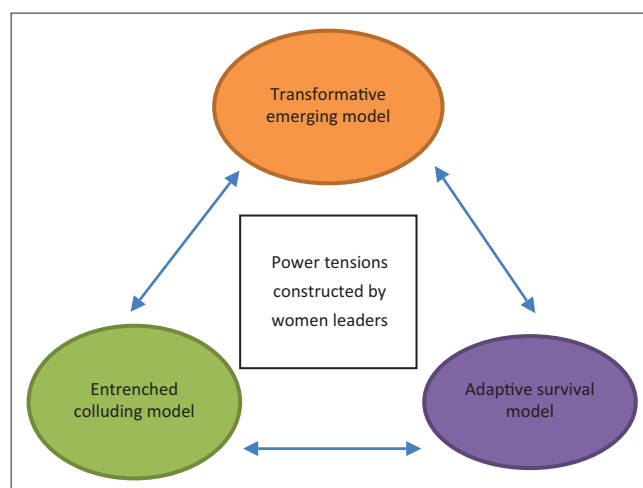 Transformative
emerging model
Power tensions
constructed by
women leaders
Entrenched
colluding model
Adaptive survival
model